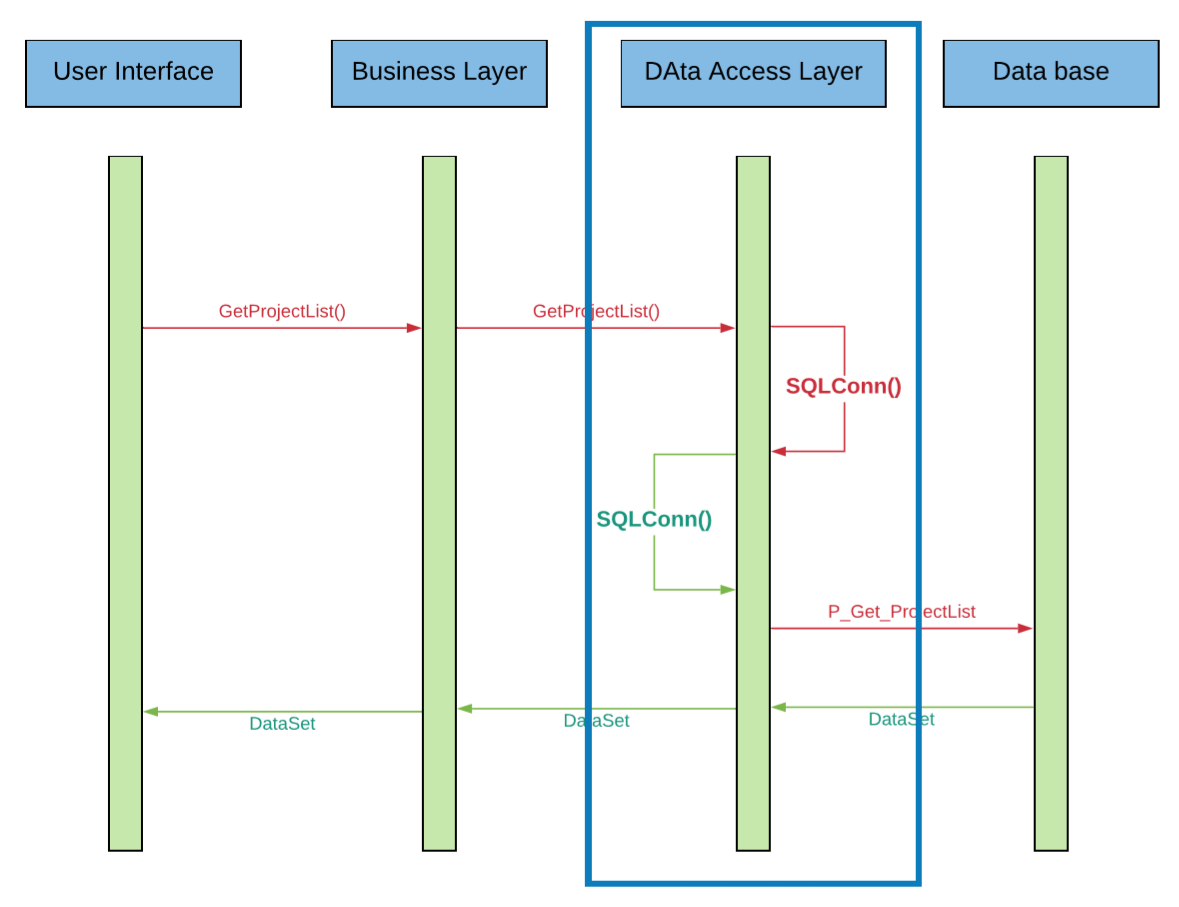 User Interface
Business Layer
DAta Access Layer
Data base
GetProjectList()
GetProjectList()
SQLConn()
SQLConn()
P_Get_ProjectList
DataSet
DataSet
DataSet